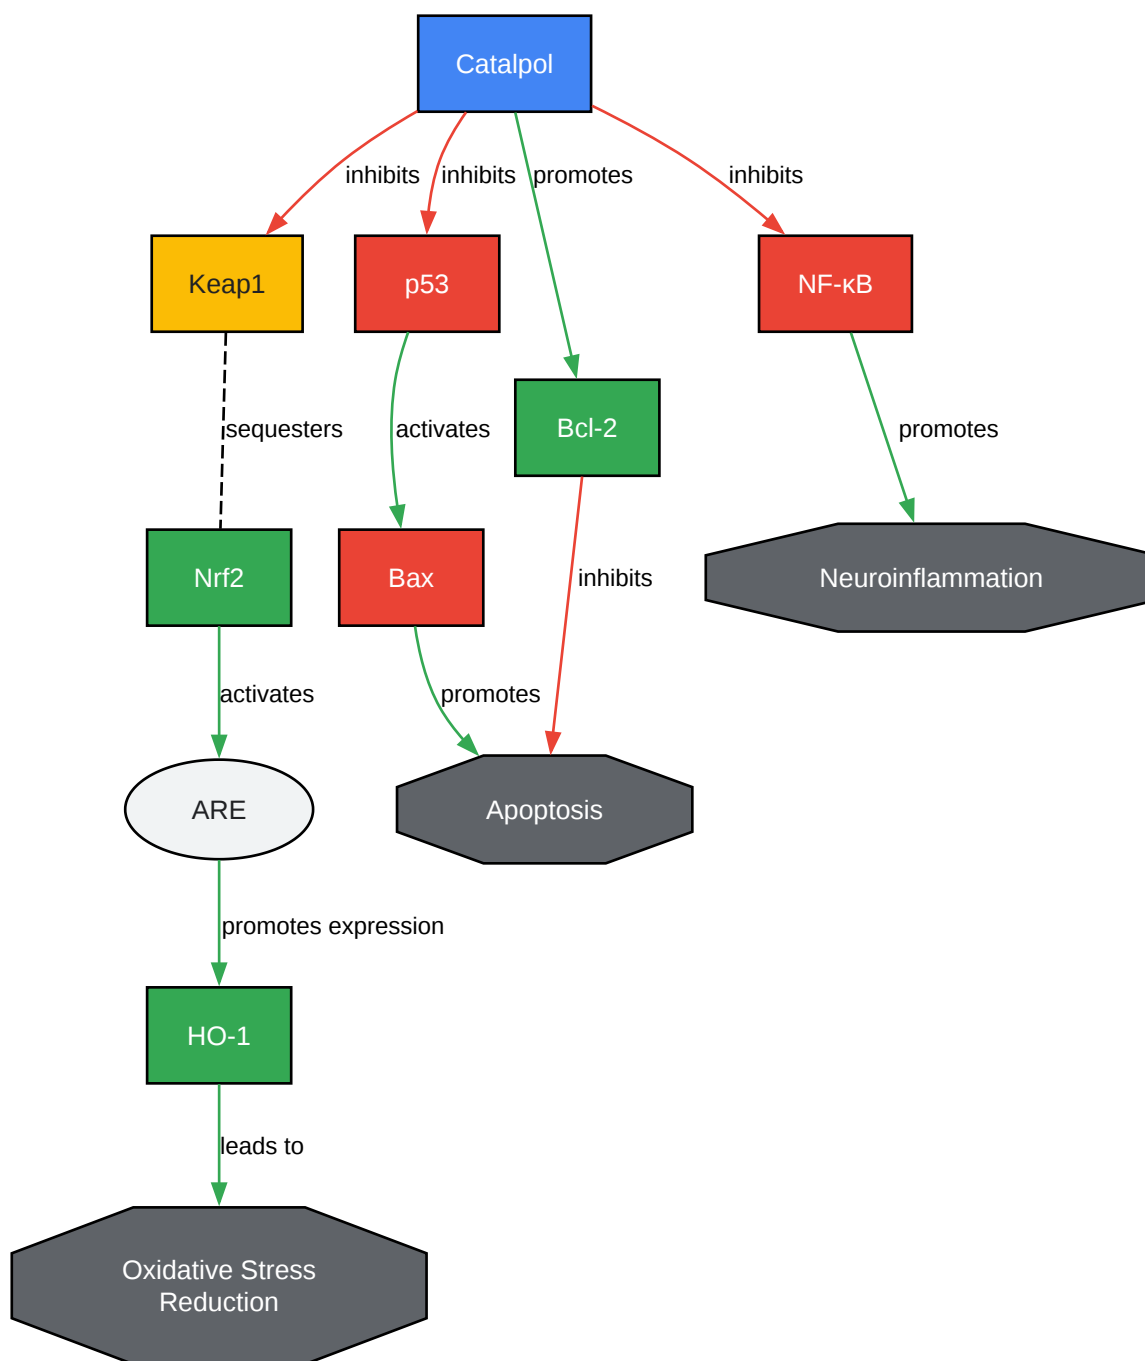 Catalpol
inhibits
inhibits
promotes
inhibits
Keap1
p53
NF-κB
sequesters
activates
Bcl-2
promotes
Nrf2
Bax
inhibits
Neuroinflammation
activates
promotes
ARE
Apoptosis
promotes expression
HO-1
leads to
Oxidative Stress
Reduction